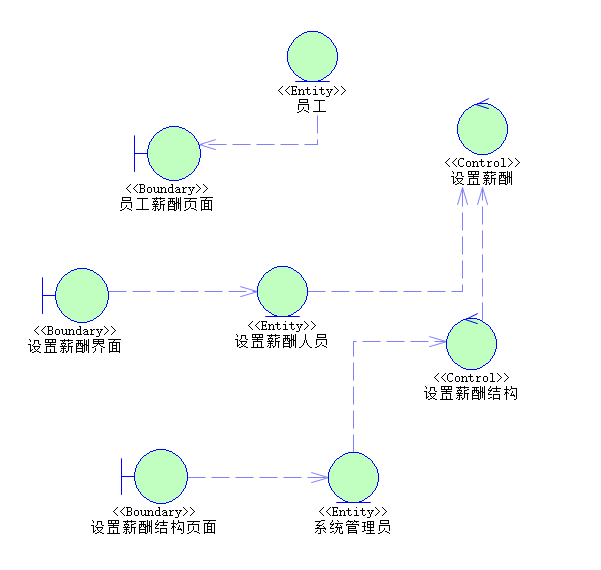 <<Entity>>
员工
<<Control>>
设置薪酬
<<Boundary>>
员工薪酬页面
<<Boundary>>
设置薪酬界面
<<Entity>>
设置薪酬人员
<<Control>>
设置薪酬结构
<<Boundary>>
设置薪酬结构页面
<<Entity>>
系统管理员